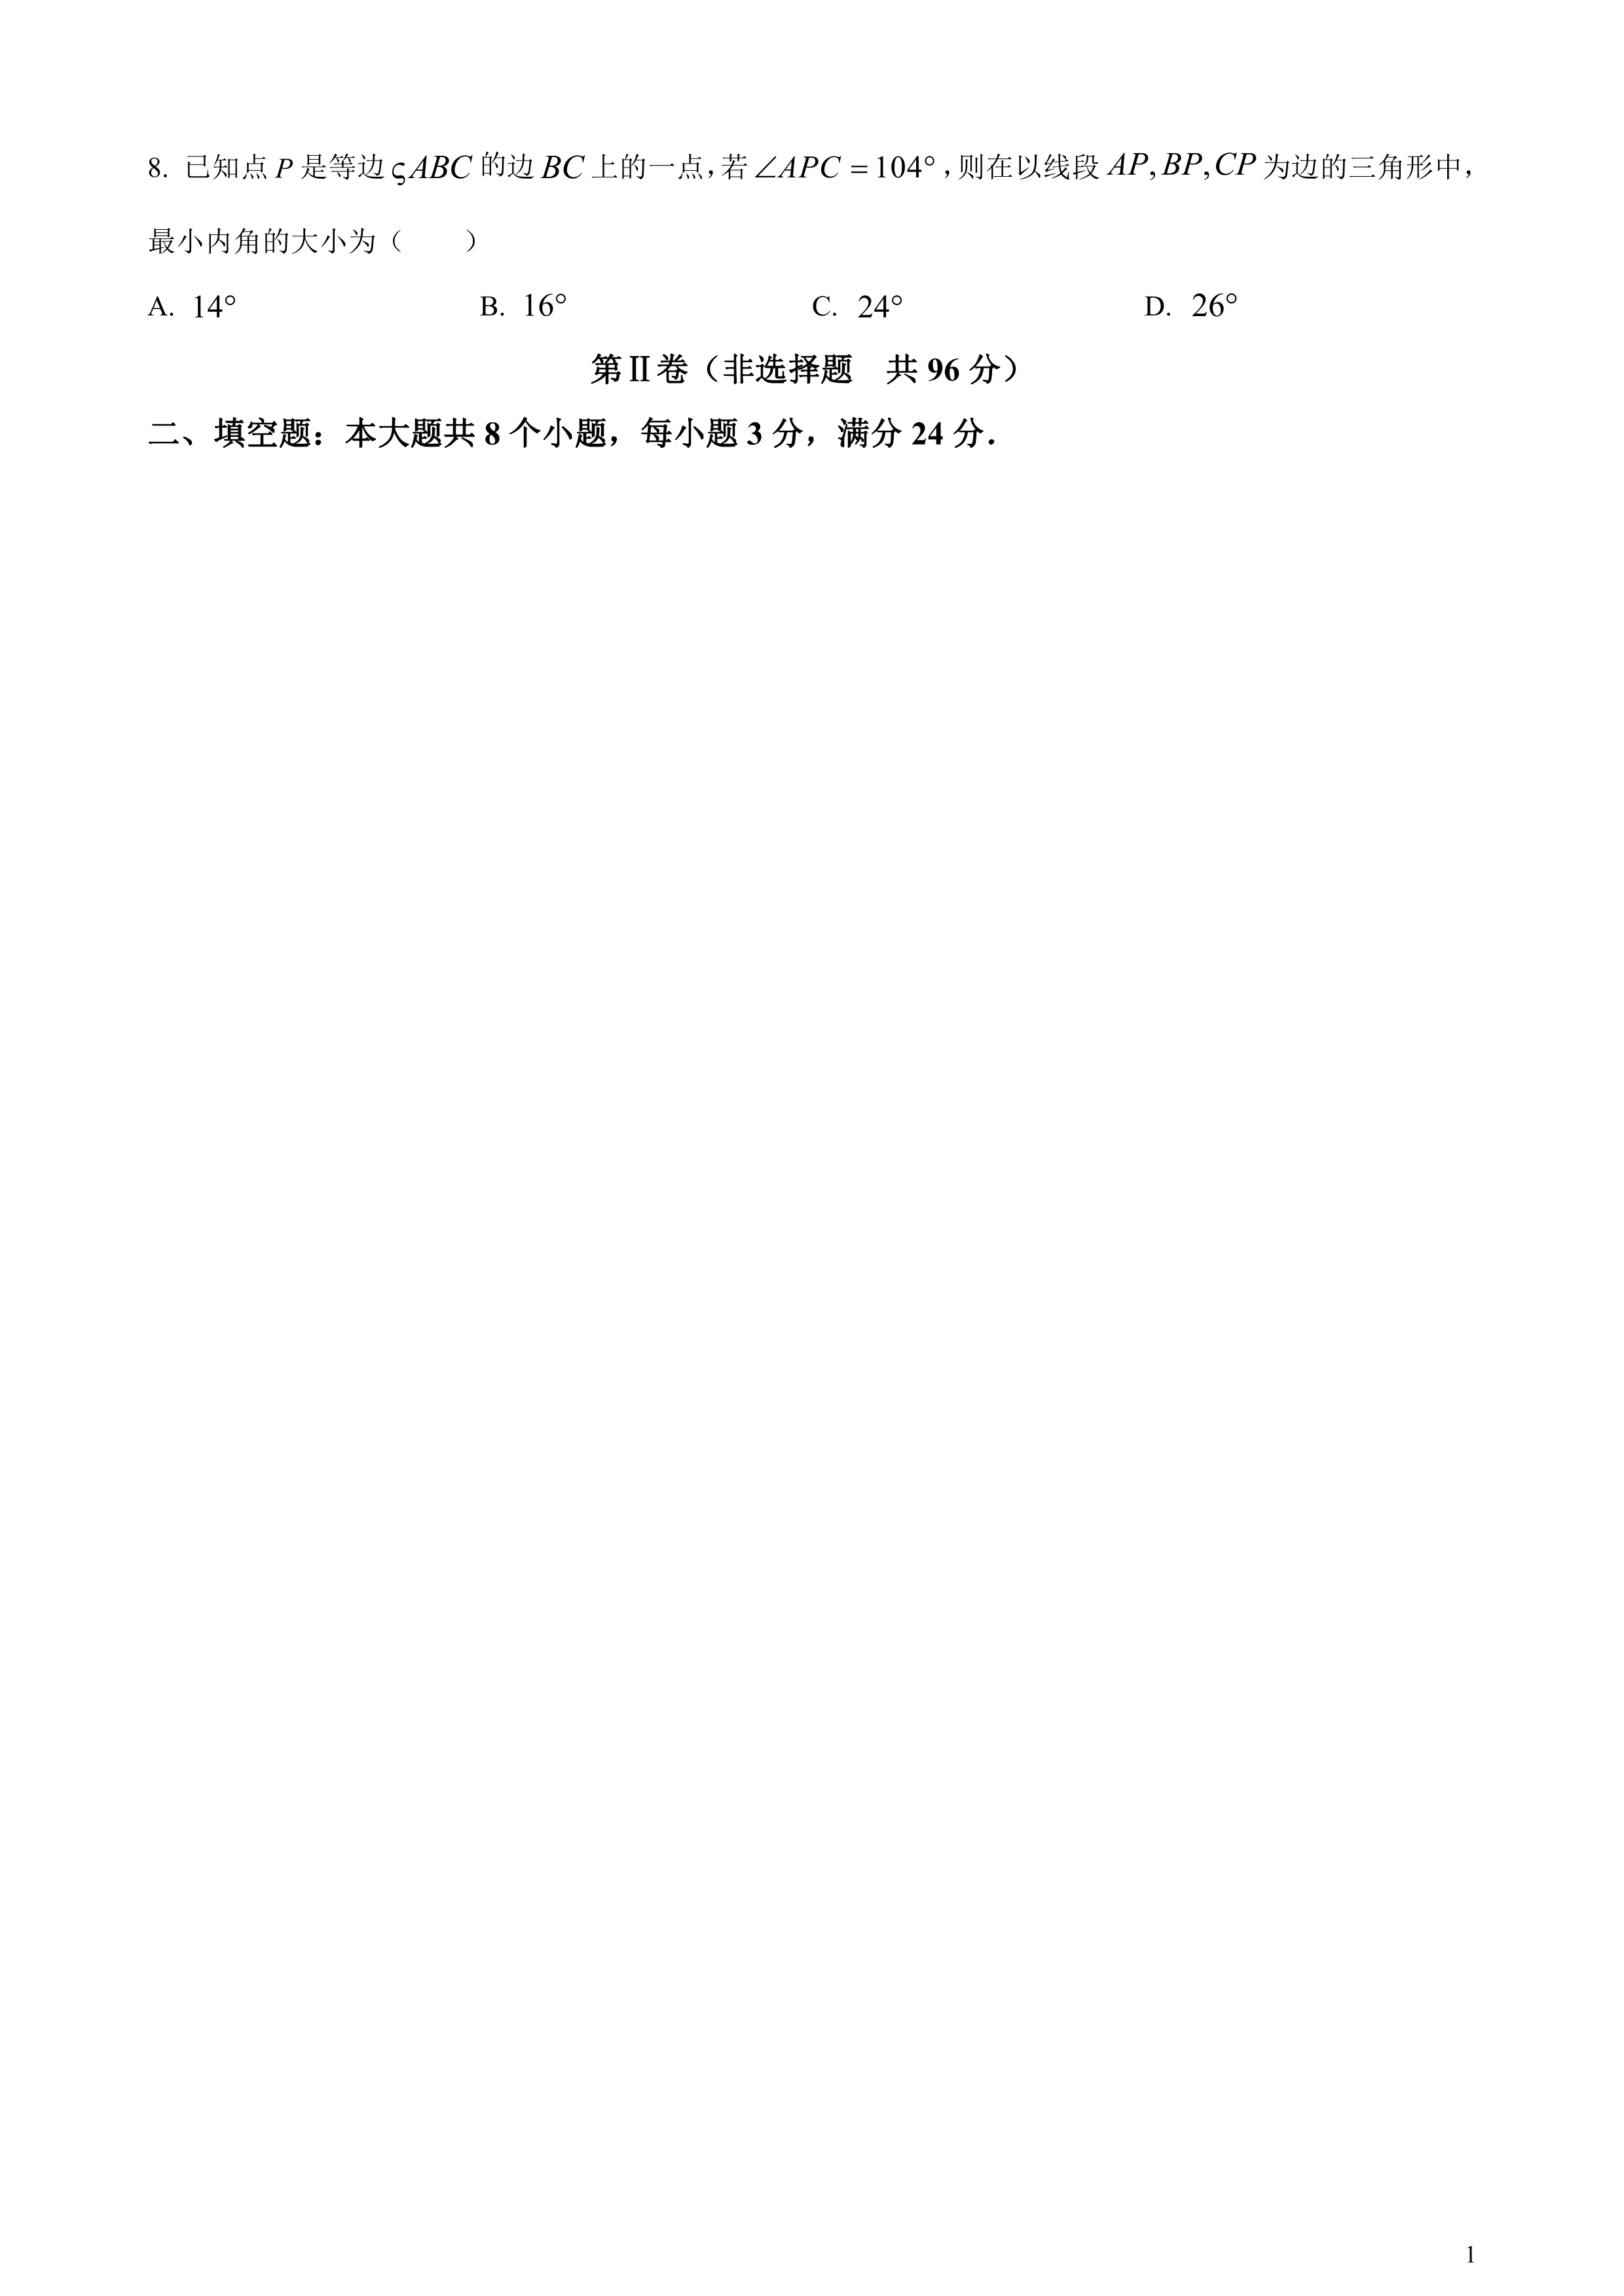 8. 已知点 P 是等边 ςABC 的边 BC 上的一点，若 ∠APC = 104°，则在以线段 AP, BP, CP 为边的三角形中，
最小内角的大小为（　　）
A. 14° B. 16° C. 24° D. 26°
第Ⅱ卷（非选择题　共 96 分）
二、填空题：本大题共 8 个小题，每小题 3 分，满分 24 分．
1